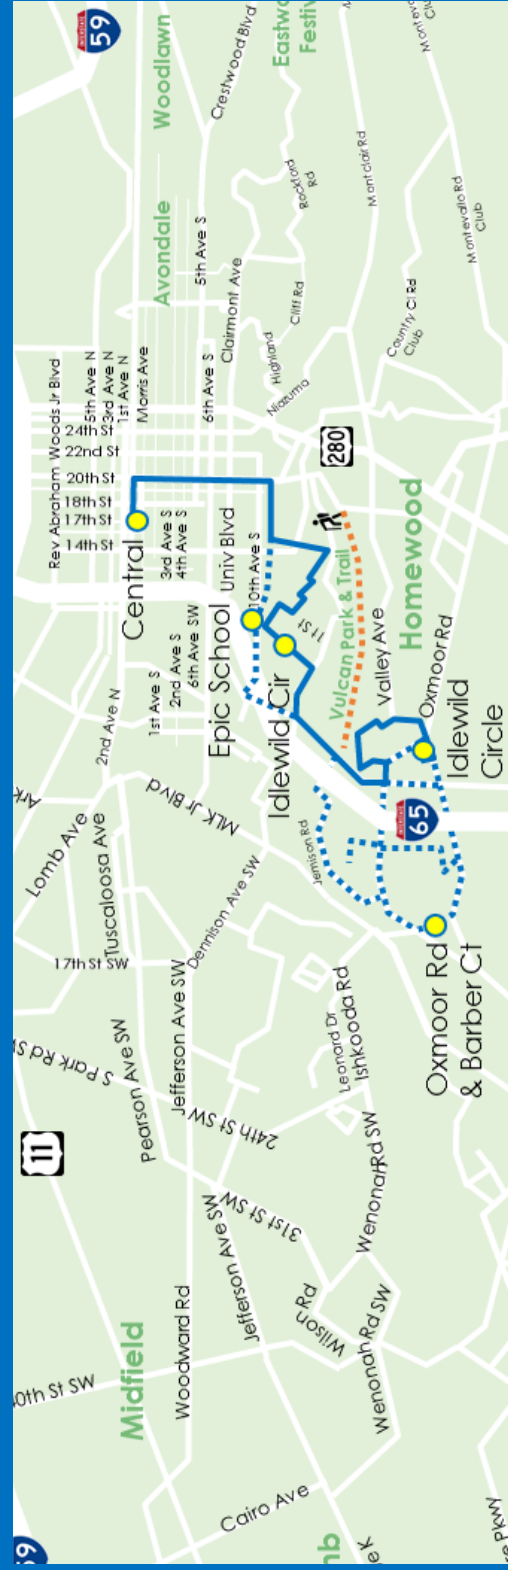 INTERSTATE
59
Woodlawn
Crestwood Blvd
Avondale
5th Ave S
Clairmont Ave
Rockford
Rd
Cliff Rd
Montclair Rd
Montevallo Rd
Club
Country Cl Rd
Club
Highland
Niazuma
Rev Abraham Woods Jr Blvd
5th Ave N
3rd Ave N
1st Ave N
Morris Ave
6th Ave S
24th St
22nd St
20th St
18th St
17th St
14th St
280
Central
3rd Ave S
4th Ave S
Univ Blvd
10th Ave S
11 St
Vulcan Park & Trail
Homewood
Valley Ave
Oxmoor Rd
Epic School
6th Ave SW
2nd Ave S
1st Ave S
2nd Ave N
Idlewild Cir
Idlewild
Circle
MLK Jr Blvd
Lomb Ave
Tuscaloosa Ave
Jemison Rd
INTERSTATE
65
Dennison Ave SW
17th St SW
Jefferson Ave SW
Oxmoor Rd
& Barber Ct
Leonard Dr
Ishkooda Rd
S Park Rd
Pearson Ave SW
24th St SW
11
Wenonah Rd SW
31st St SW
Jefferson Ave SW
Wilson Rd
Wenonah Rd SW
Woodward Rd
Midfield
0th St SW
Cairo Ave
Pkwy
59